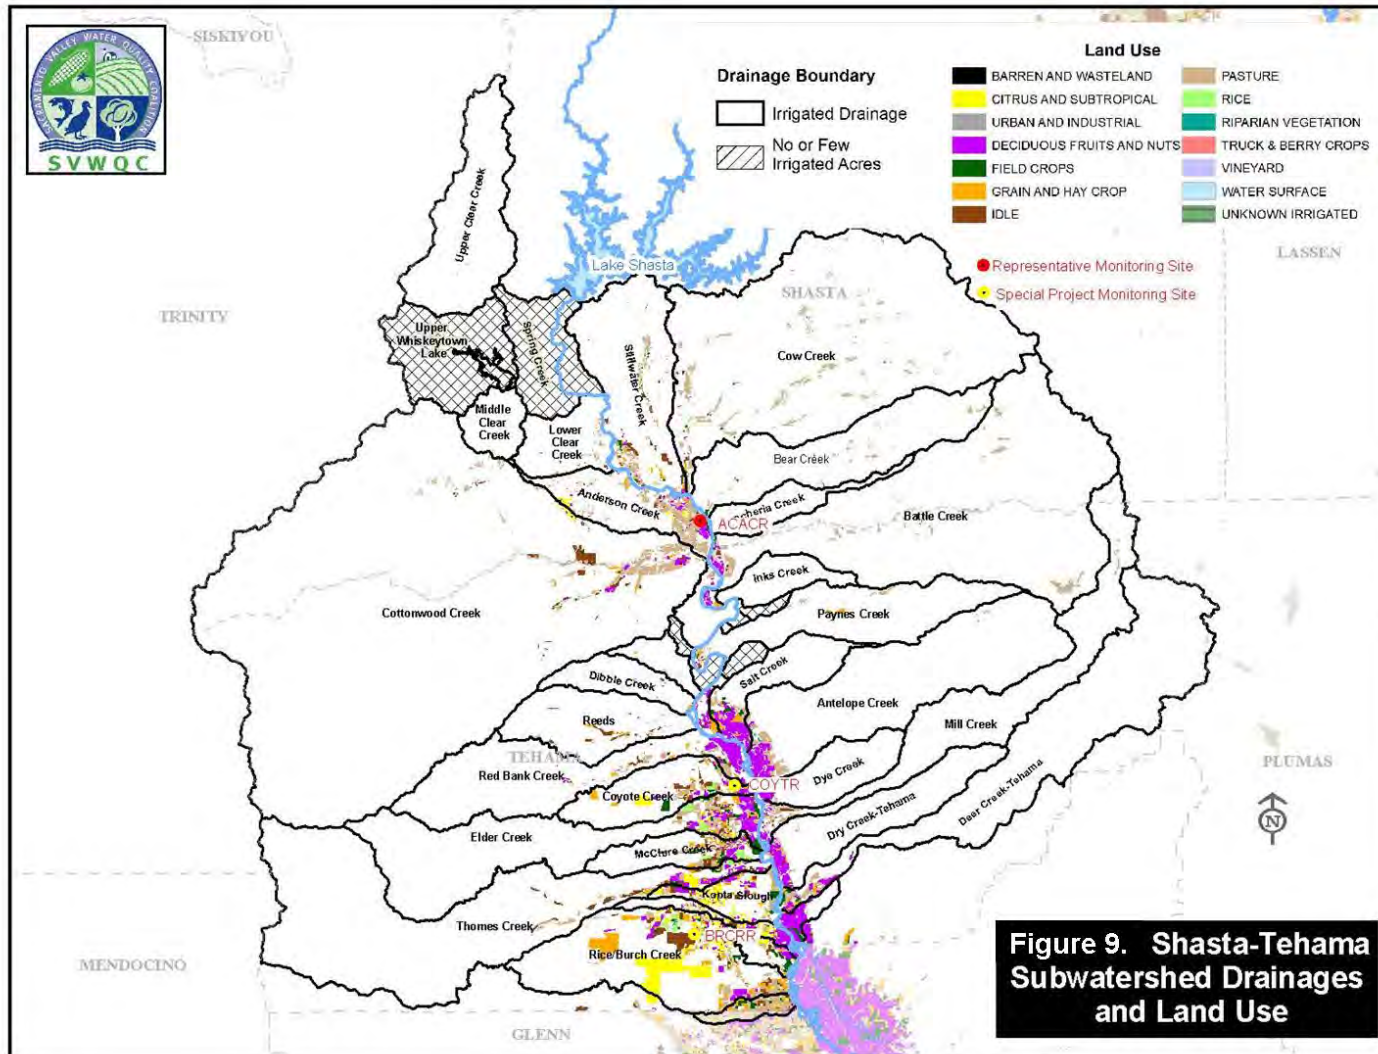 SACRAMENTO VALLEY WATER QUALITY COALITION
SVWQC
SISKIYOU
Drainage Boundary
Irrigated Drainage
No or Few
Irrigated Acres
Land Use
BARREN AND WASTELAND
CITRUS AND SUBTROPICAL
URBAN AND INDUSTRIAL
DECIDUOUS FRUITS AND NUTS
FIELD CROPS
GRAIN AND HAY CROP
IDLE
PASTURE
RICE
RIPARIAN VEGETATION
TRUCK & BERRY CROPS
VINEYARD
WATER SURFACE
UNKNOWN IRRIGATED
Representative Monitoring Site
Special Project Monitoring Site
LASSEN
Upper Clear Creek
Lake Shasta
SHASTA
TRINITY
Upper
Whiskeytown
Lake
Spring Creek
Stillwater Creek
Cow Creek
Middle
Clear
Creek
Lower
Clear
Creek
Bear Creek
Anderson Creek
cheria Creek
ACACR
Battle Creek
Inks Creek
Cottonwood Creek
Paynes Creek
Dibble Creek
Salt Creek
Antelope Creek
Mill Creek
Reeds
TEHAMA
PLUMAS
Red Bank Creek
Dye Creek
COYTR
Coyote Creek
Dry Creek-Tehama
Deer Creek-Tehama
N
Elder Creek
McClure Creek
Kopta Slough
Thomes Creek
BRCRR
Rice/Burch Creek
MENDOCINO
GLENN
Figure 9. Shasta-Tehama
Subwatershed Drainages
and Land Use